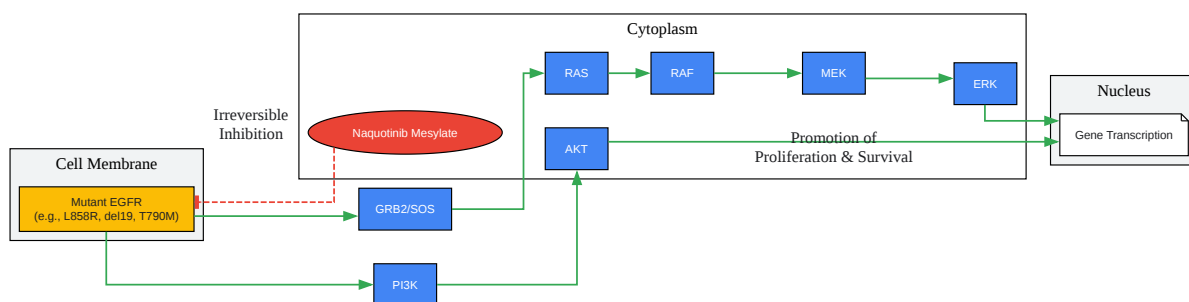 Cytoplasm
RAS
RAF
MEK
ERK
Nucleus
Gene Transcription
Irreversible
Inhibition
Naquotinib Mesylate
AKT
Promotion of
Proliferation & Survival
Cell Membrane
Mutant EGFR
(e.g., L858R, del19, T790M)
GRB2/SOS
PI3K